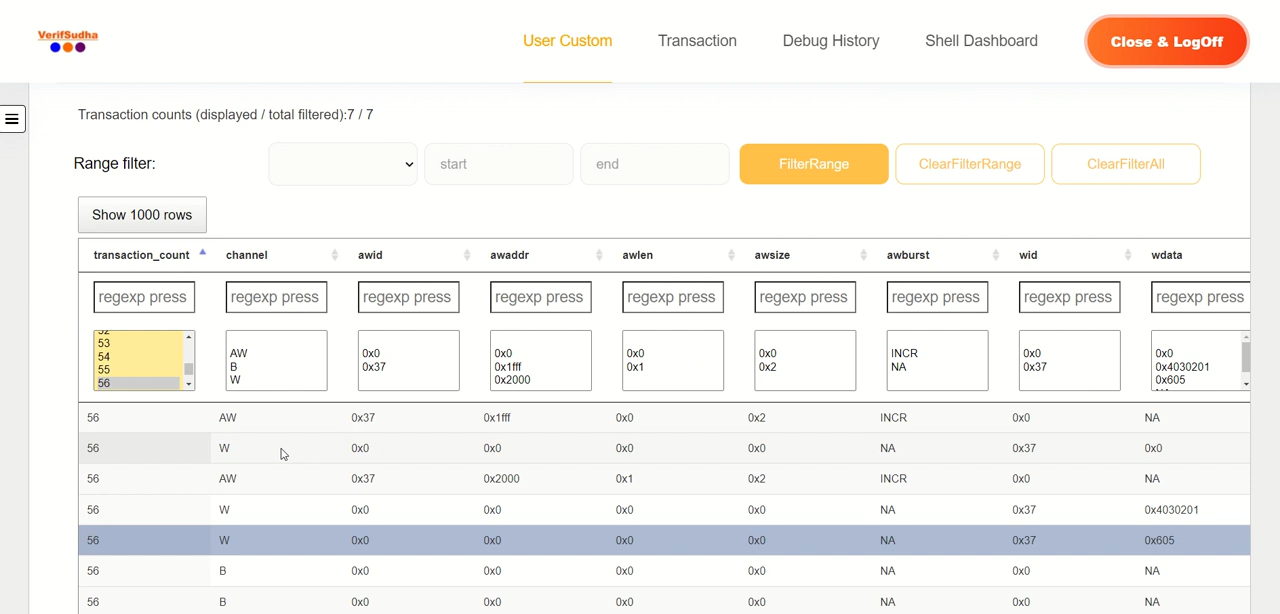 VerifSudha
User Custom
Transaction
Debug History
Shell Dashboard
Close & LogOff
Transaction counts (displayed / total filtered):7 / 7
Range filter:
start
end
FilterRange
ClearFilterRange
ClearFilterAll
Show 1000 rows
transaction_count channel awid awaddr awlen awsize awburst wid wdata
regexp press regexp press regexp press regexp press regexp press regexp press regexp press regexp press regexp press
52
53
54
55
56
AW
B
W
0x0
0x37
0x0
0x1fff
0x2000
0x0
0x1
0x0
0x2
INCR
NA
0x0
0x37
0x0
0x4030201
0x605
56 AW 0x37 0x1fff 0x0 0x2 INCR 0x0 NA
56 W 0x0 0x0 0x0 0x0 NA 0x37 0x0
56 AW 0x37 0x2000 0x1 0x2 INCR 0x0 NA
56 W 0x0 0x0 0x0 0x0 NA 0x37 0x4030201
56 W 0x0 0x0 0x0 0x0 NA 0x37 0x605
56 B 0x0 0x0 0x0 0x0 NA 0x0 NA
56 B 0x0 0x0 0x0 0x0 NA 0x0 NA